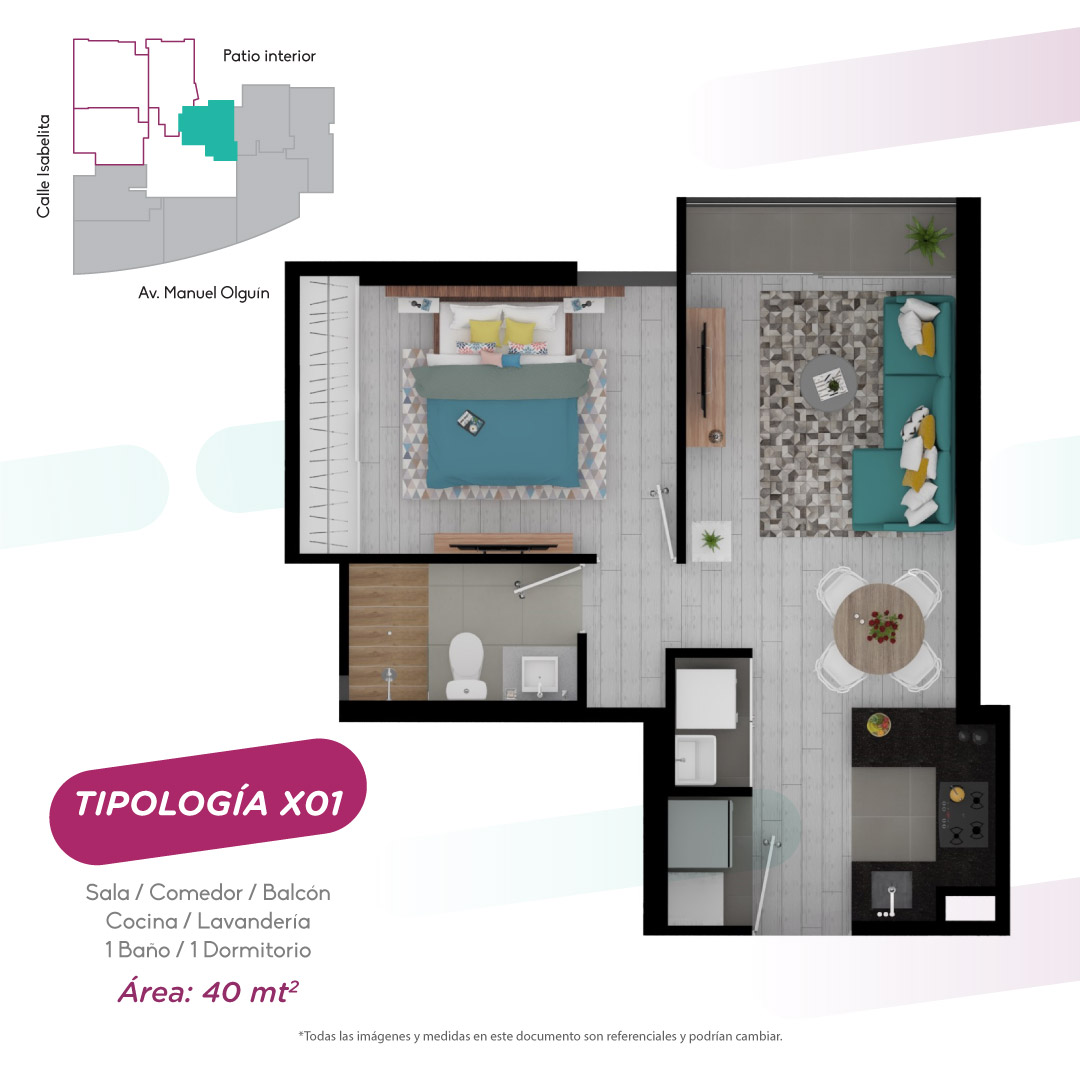 Patio interior
Calle Isabelita
Av. Manuel Olguín
TIPOLOGÍA X01
Sala / Comedor / Balcón
Cocina / Lavandería
1 Baño / 1 Dormitorio
Área: 40 mt²
*Todas las imágenes y medidas en este documento son referenciales y podrían cambiar.